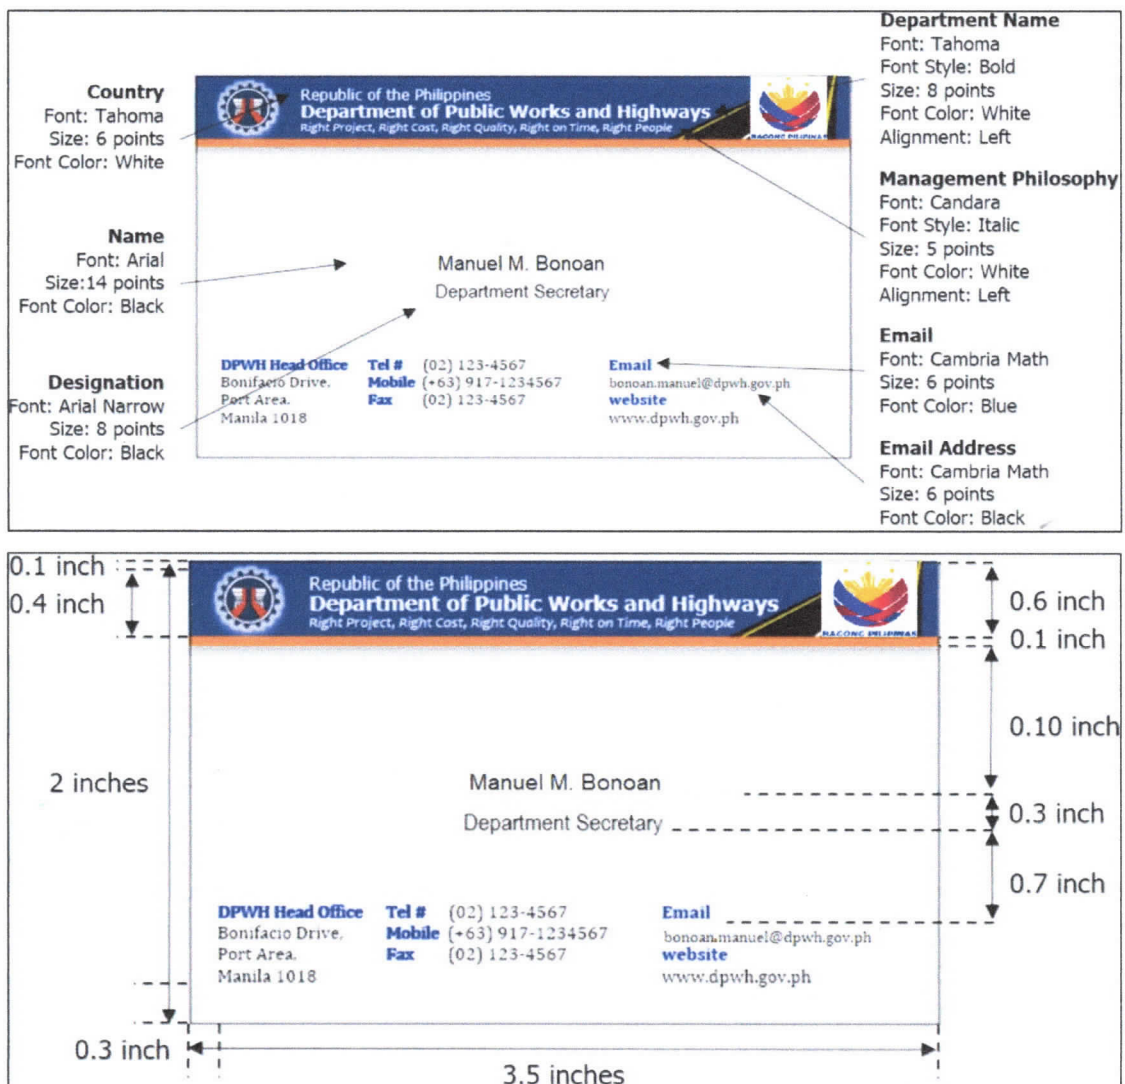 Country
Font: Tahoma
Size: 6 points
Font Color: White
Name
Font: Arial
Size:14 points
Font Color: Black
Designation
Font: Arial Narrow
Size: 8 points
Font Color: Black
Republic of the Philippines
Department of Public Works and Highways
Right Project, Right Cost, Right Quality, Right on Time, Right People
BAGONG PILIPINAS
Manuel M. Bonoan
Department Secretary
DPWH Head Office
Bonifacio Drive,
Port Area.
Manila 1018
Tel # (02) 123-4567
Mobile (+63) 917-1234567
Fax (02) 123-4567
Email
bonoan.manuel@dpwh.gov.ph
website
www.dpwh.gov.ph
Department Name
Font: Tahoma
Font Style: Bold
Size: 8 points
Font Color: White
Alignment: Left
Management Philosophy
Font: Candara
Font Style: Italic
Size: 5 points
Font Color: White
Alignment: Left
Email
Font: Cambria Math
Size: 6 points
Font Color: Blue
Email Address
Font: Cambria Math
Size: 6 points
Font Color: Black
0.1 inch
0.4 inch
2 inches
0.3 inch
Republic of the Philippines
Department of Public Works and Highways
Right Project, Right Cost, Right Quality, Right on Time, Right People
BAGONG PILIPINAS
Manuel M. Bonoan
Department Secretary
DPWH Head Office
Bonifacio Drive,
Port Area.
Manila 1018
Tel # (02) 123-4567
Mobile (+63) 917-1234567
Fax (02) 123-4567
Email
bonoan.manuel@dpwh.gov.ph
website
www.dpwh.gov.ph
0.6 inch
0.1 inch
0.10 inch
0.3 inch
0.7 inch
3.5 inches